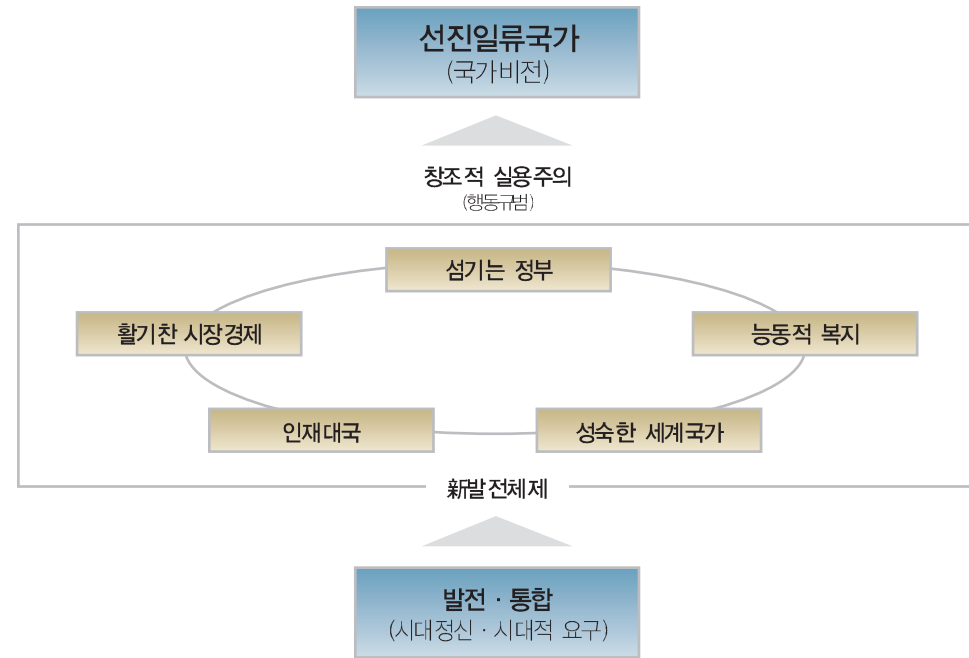 선진일류국가
(국가비전)
창조적 실용주의
(행동규범)
섬기는 정부
활기찬 시장경제
능동적 복지
인재대국
성숙한 세계국가
新발전체제
발전 · 통합
(시대정신 · 시대적 요구)